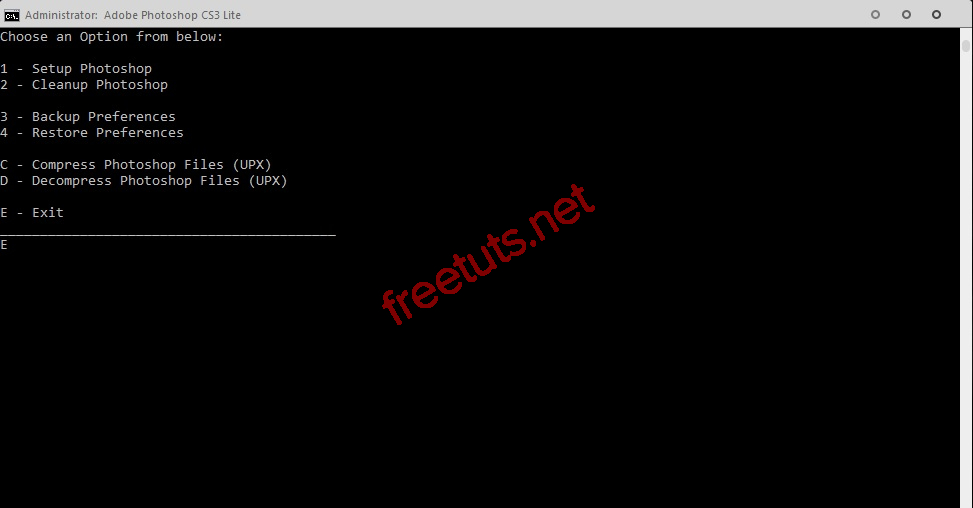 Administrator: Adobe Photoshop CS3 Lite
Choose an Option from below:
1 - Setup Photoshop
2 - Cleanup Photoshop
3 - Backup Preferences
4 - Restore Preferences
C - Compress Photoshop Files (UPX)
D - Decompress Photoshop Files (UPX)
E - Exit
__________________________________________
E
freetuts.net